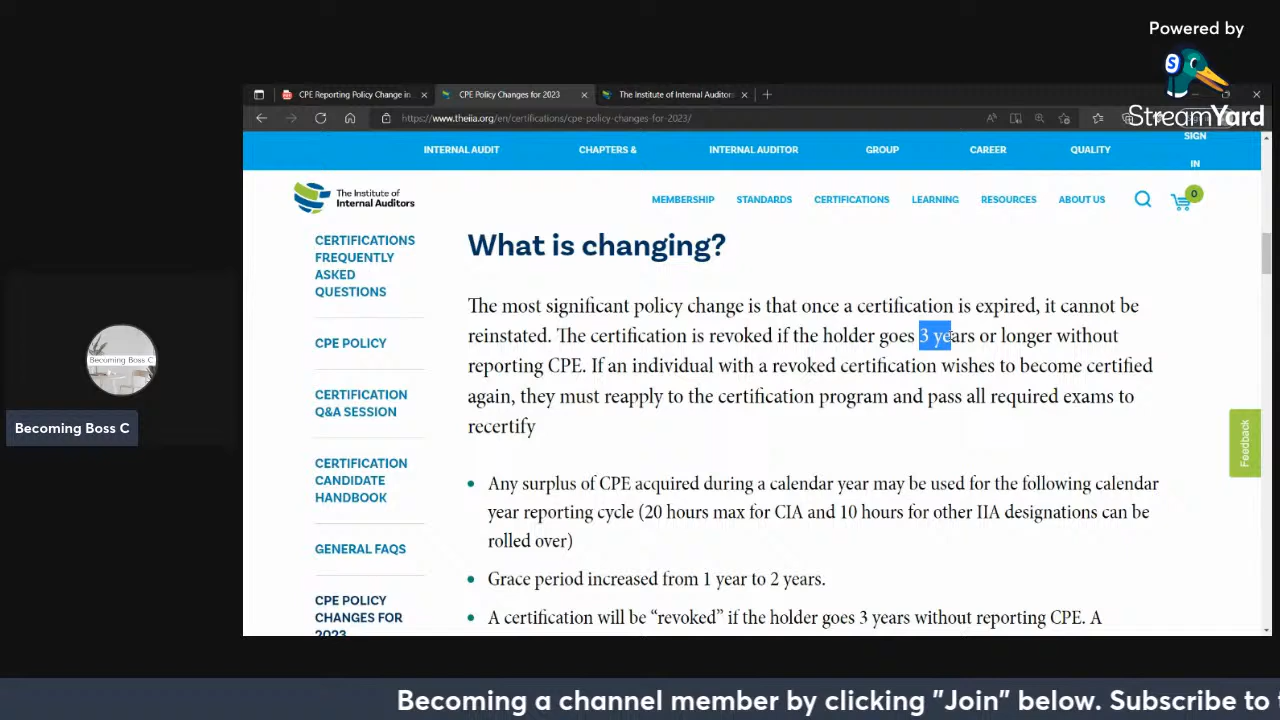 Powered by
StreamYard
CPE Reporting Policy Change in
CPE Policy Changes for 2023
The Institute of Internal Auditors
https://www.theiia.org/en/certifications/cpe-policy-changes-for-2023/
INTERNAL AUDIT
CHAPTERS &
INTERNAL AUDITOR
GROUP
CAREER
QUALITY
SIGN
IN
The Institute of
Internal Auditors
MEMBERSHIP
STANDARDS
CERTIFICATIONS
LEARNING
RESOURCES
ABOUT US
0
CERTIFICATIONS
FREQUENTLY
ASKED
QUESTIONS
CPE POLICY
CERTIFICATION
Q&A SESSION
CERTIFICATION
CANDIDATE
HANDBOOK
GENERAL FAQS
CPE POLICY
CHANGES FOR
2023
What is changing?
The most significant policy change is that once a certification is expired, it cannot be
reinstated. The certification is revoked if the holder goes 3 years or longer without
reporting CPE. If an individual with a revoked certification wishes to become certified
again, they must reapply to the certification program and pass all required exams to
recertify
Any surplus of CPE acquired during a calendar year may be used for the following calendar
year reporting cycle (20 hours max for CIA and 10 hours for other IIA designations can be
rolled over)
Grace period increased from 1 year to 2 years.
A certification will be “revoked” if the holder goes 3 years without reporting CPE. A
Feedback
Becoming Boss C
Becoming Boss C
Becoming a channel member by clicking "Join" below. Subscribe to